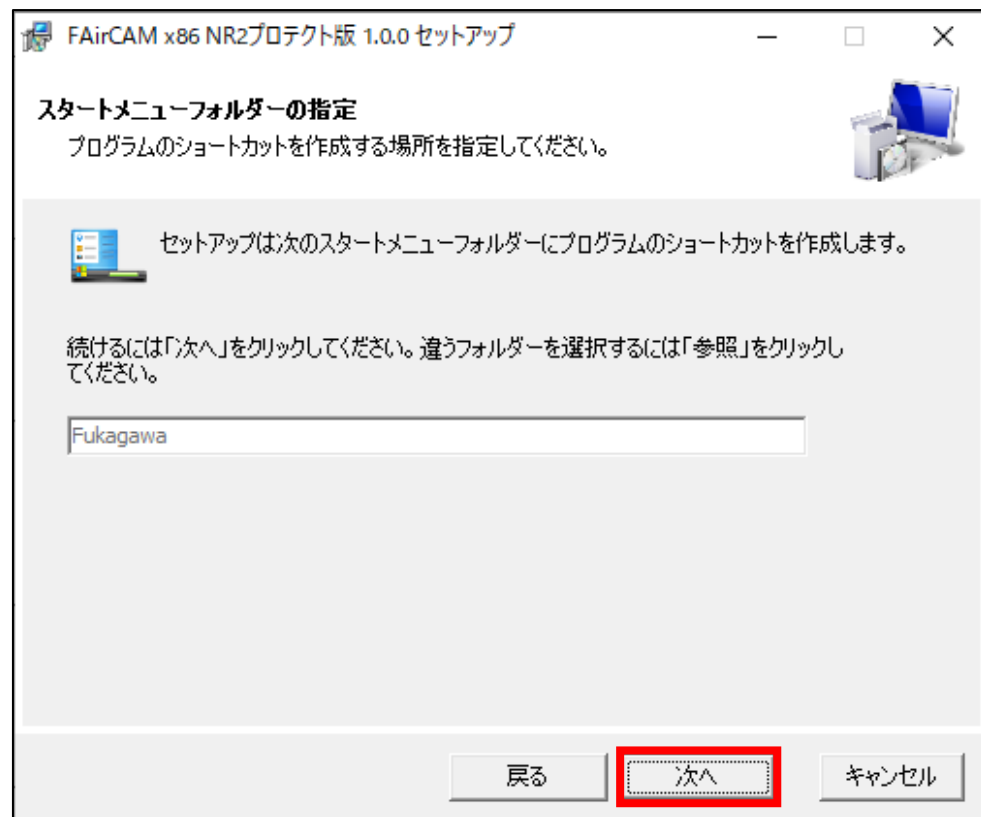 FAirCAM x86 NR2プロテクト版 1.0.0 セットアップ
スタートメニューフォルダーの指定
プログラムのショートカットを作成する場所を指定してください。
セットアップは次のスタートメニューフォルダーにプログラムのショートカットを作成します。
続けるには「次へ」をクリックしてください。違うフォルダーを選択するには「参照」をクリックし
てください。
Fukagawa
戻る
次へ
キャンセル